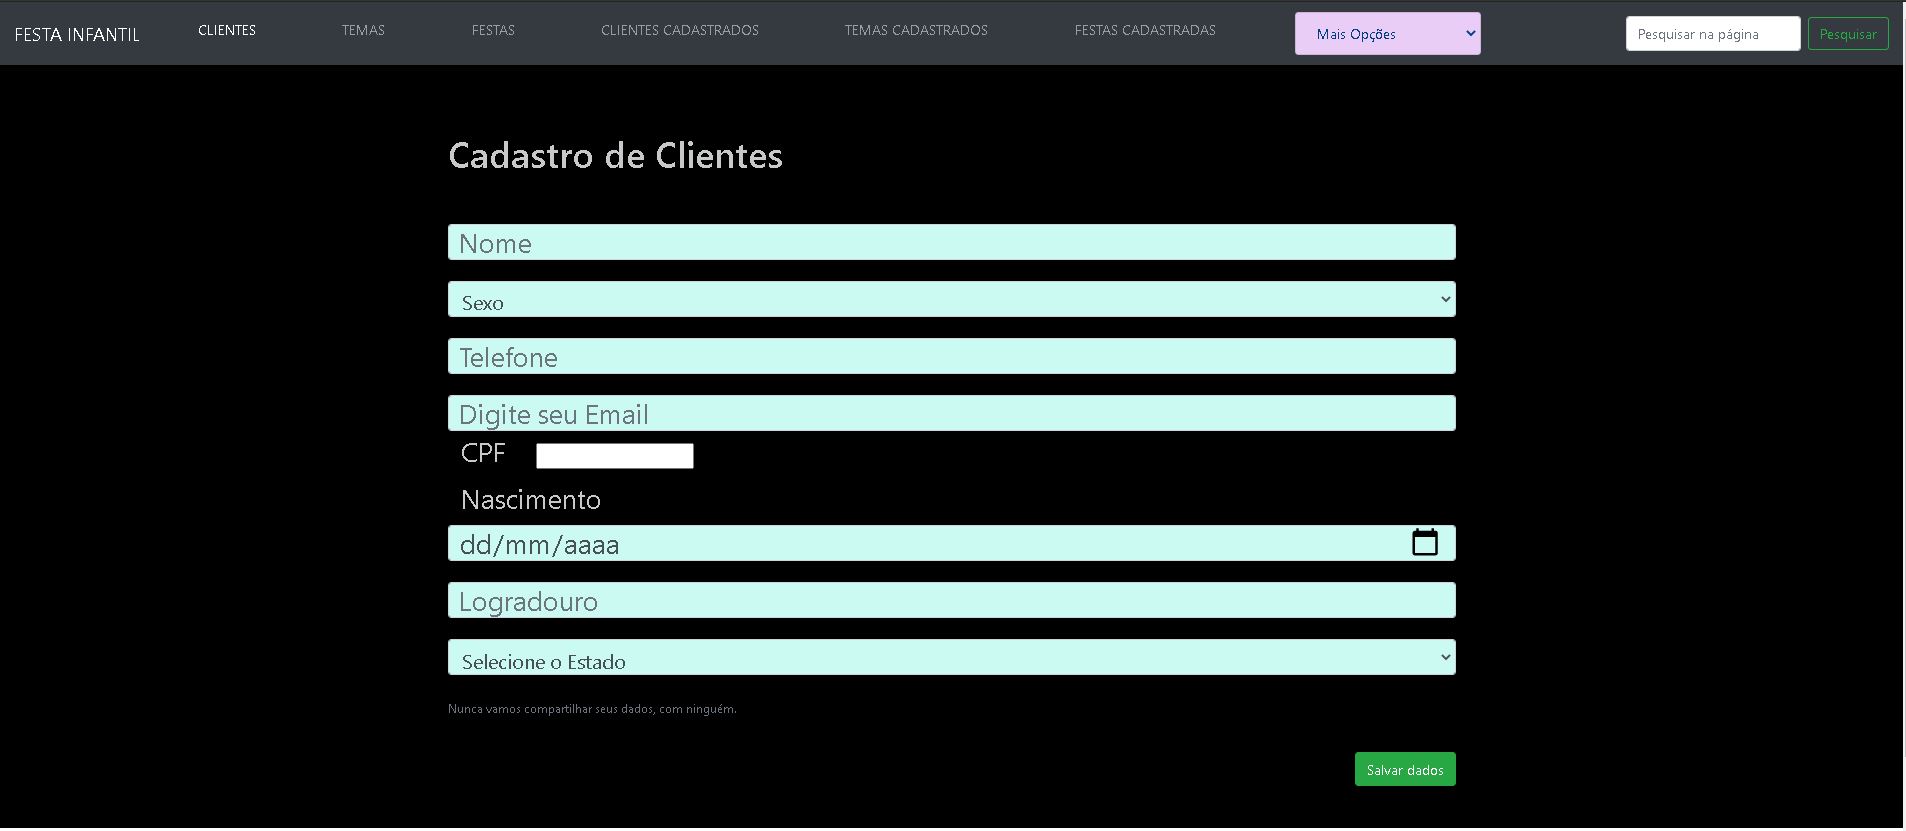 FESTA INFANTIL CLIENTES TEMAS FESTAS CLIENTES CADASTRADOS TEMAS CADASTRADOS FESTAS CADASTRADAS Mais Opções Pesquisar na página Pesquisar
Cadastro de Clientes
Nome
Sexo
Telefone
Digite seu Email
CPF
Nascimento
dd/mm/aaaa
Logradouro
Selecione o Estado
Nunca vamos compartilhar seus dados, com ninguém.
Salvar dados